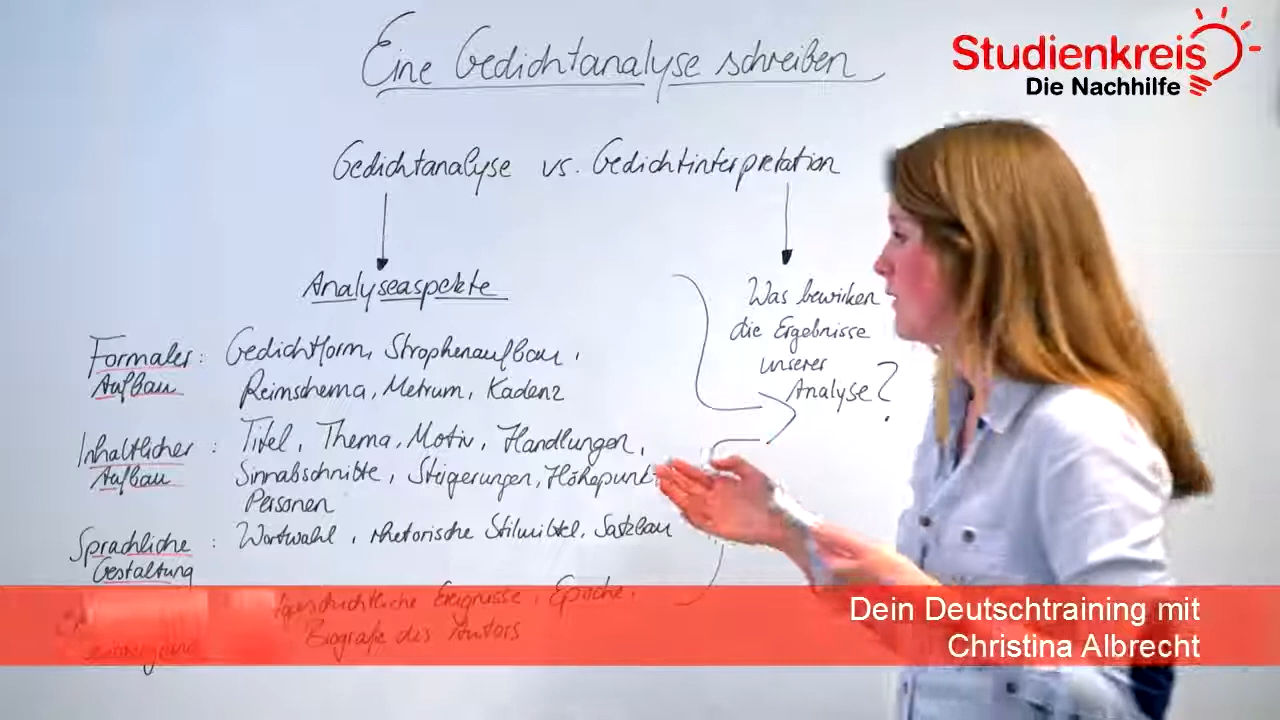 Eine Gedichtanalyse schreiben
Studienkreis
Die Nachhilfe
Gedichtanalyse vs. Gedichtinterpretation
Analyseaspekte
Formaler : Gedichtform, Strophenaufbau,
Aufbau Reimschema, Metrum, Kadenz
Inhaltlicher : Titel, Thema, Motiv, Handlungen,
Aufbau Sinnabschnitte, Steigerungen, Höhepunkt
Personen
Sprachliche : Wortwahl, rhetorische Stilmittel, Satzbau
Gestaltung
Ereignisse, Epoche,
Biografie des Autors
Was bewirken
die Ergebnisse
unserer
Analyse?
Dein Deutschtraining mit
Christina Albrecht